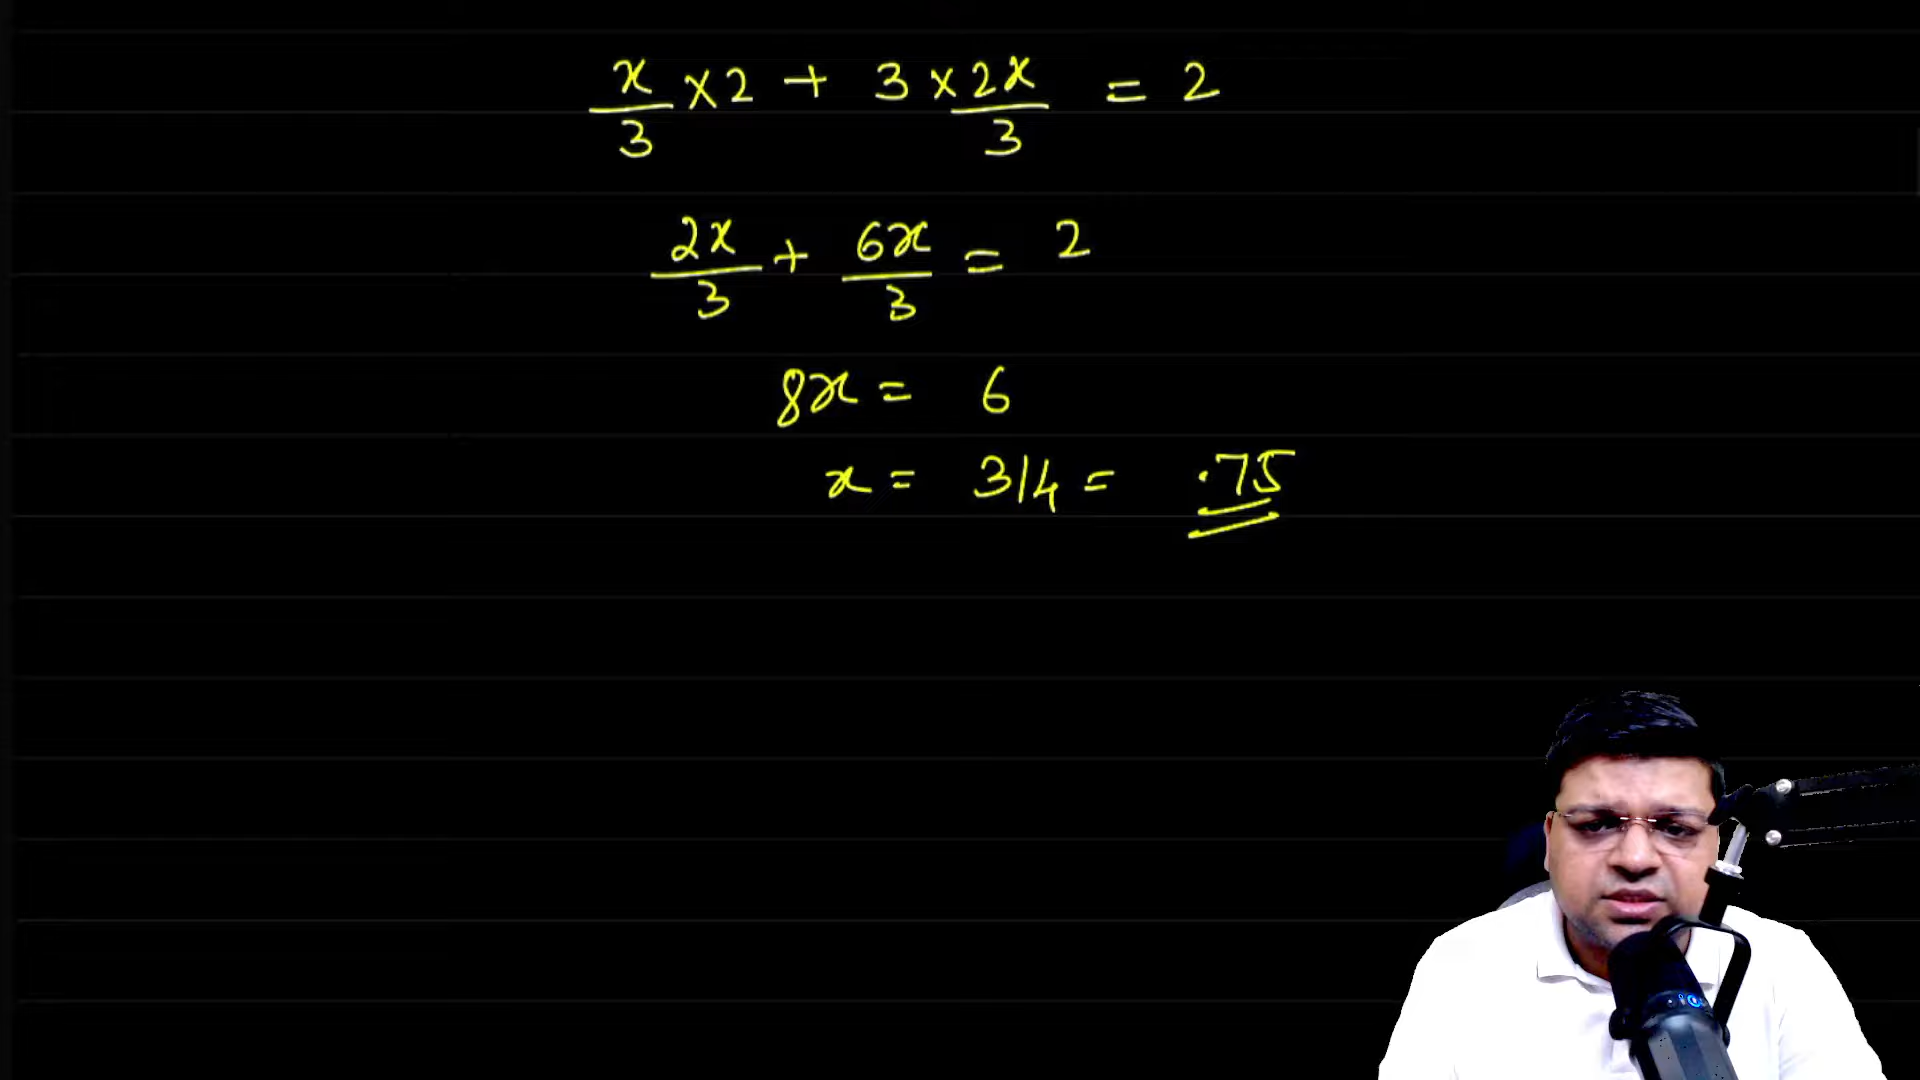 x/3 × 2 + 3 × 2x/3 = 2
2x/3 + 6x/3 = 2
8x = 6
x = 3/4 = .75